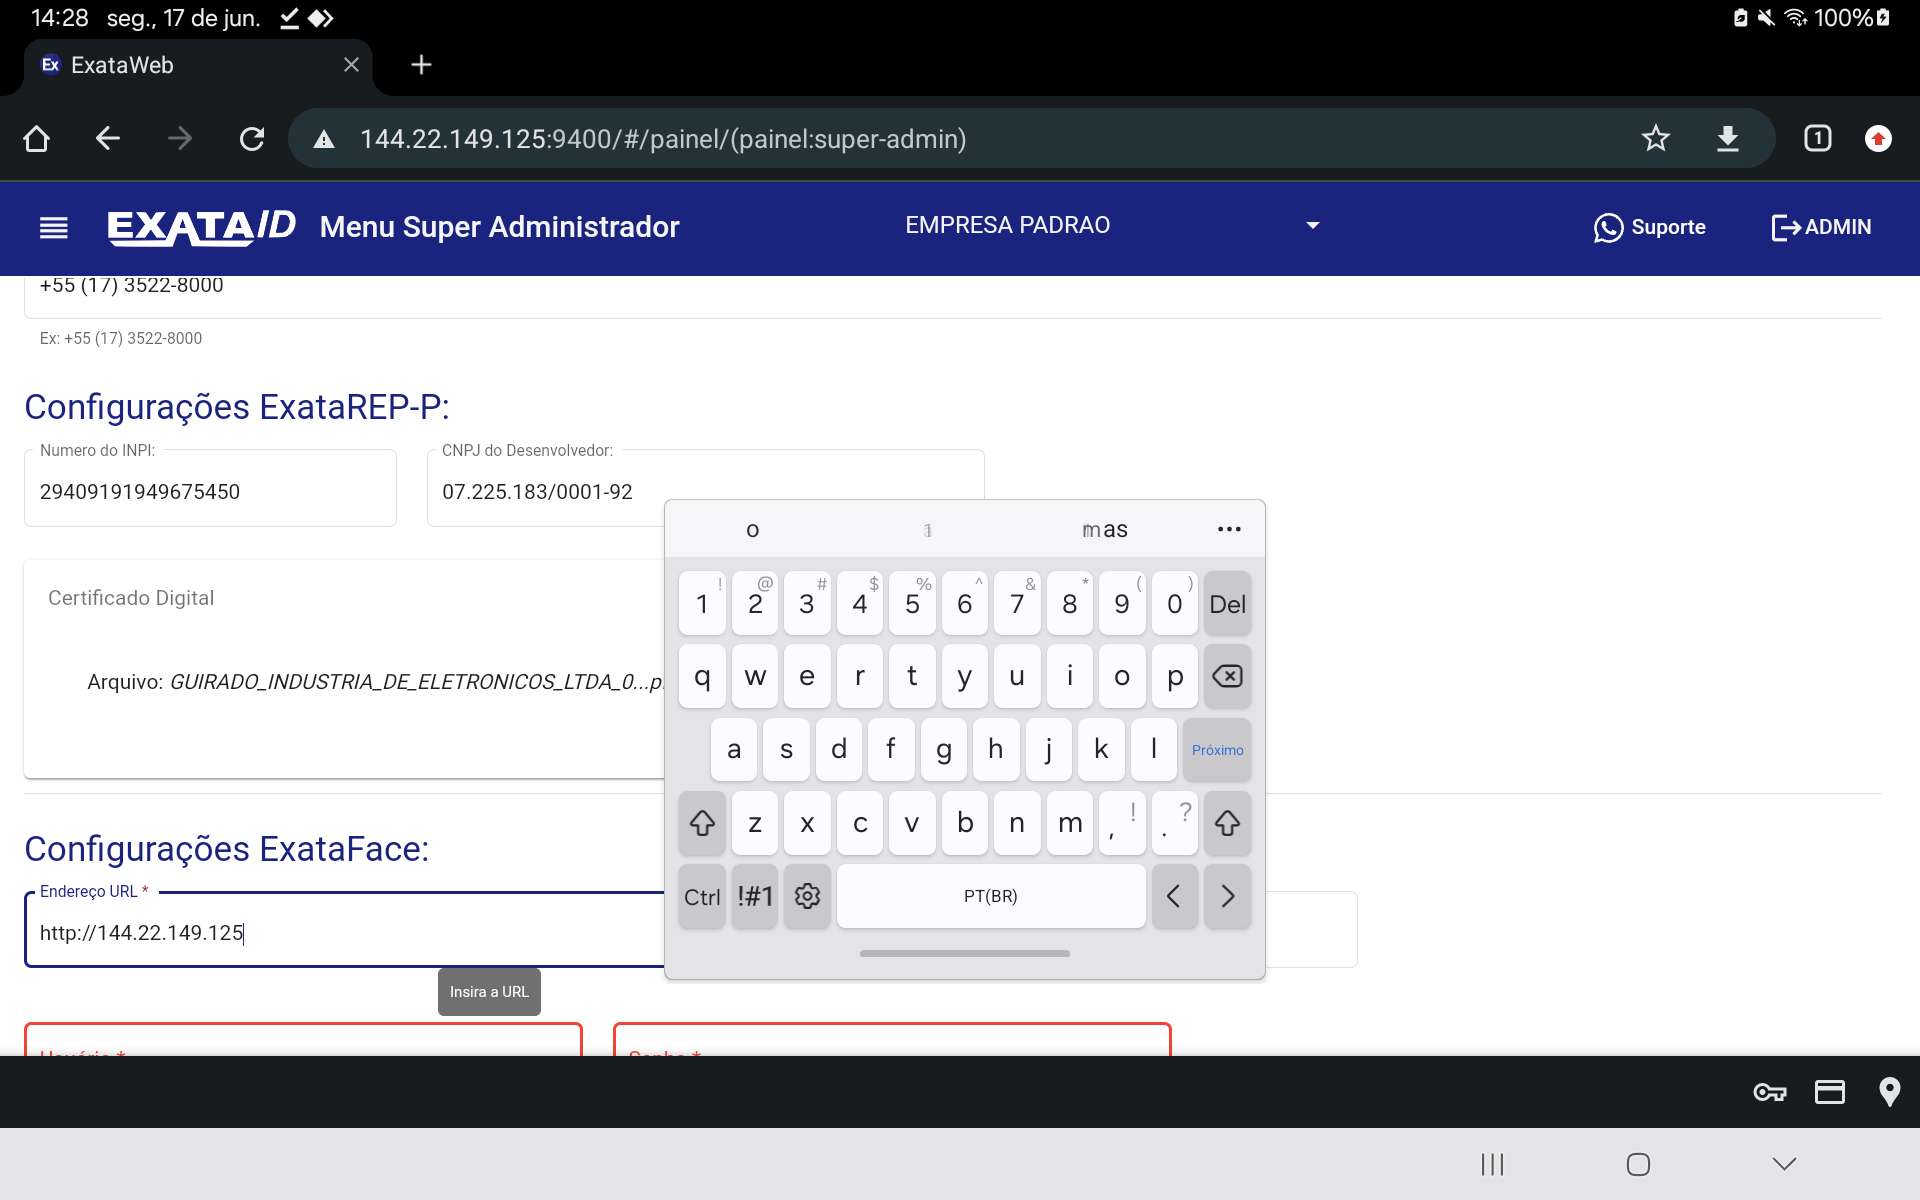 14:28 seg., 17 de jun. 100%
Ex ExataWeb
144.22.149.125:9400/#/painel/(painel:super-admin) 1
EXATAID Menu Super Administrador EMPRESA PADRAO Suporte ADMIN
+55 (17) 3522-8000
Ex: +55 (17) 3522-8000
Configurações ExataREP-P:
Numero do INPI: CNPJ do Desenvolvedor:
29409191949675450 07.225.183/0001-92
Certificado Digital
Arquivo: GUIRADO_INDUSTRIA_DE_ELETRONICOS_LTDA_0...p.
Configurações ExataFace:
Endereço URL *
http://144.22.149.125
Insira a URL
Usuário * Senha *
o mas •••
! @ # $ % ^ & * ( )
1 2 3 4 5 6 7 8 9 0 Del
q w e r t y u i o p
a s d f g h j k l Próximo
z x c v b n m , ! . ?
Ctrl !#1 PT(BR) < >